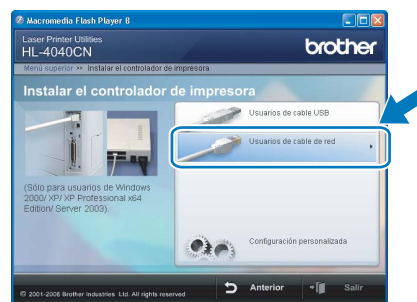 Macromedia Flash Player 8
Laser Printer Utilities
HL-4040CN
brother
Menú superior >> Instalar el controlador de impresora
Instalar el controlador de impresora
Usuarios de cable USB
Usuarios de cable de red
(Sólo para usuarios de Windows
2000/ XP/ XP Professional x64
Edition/ Server 2003).
Configuración personalizada
© 2001-2006 Brother Industries. Ltd. All rights reserved
Anterior
Salir